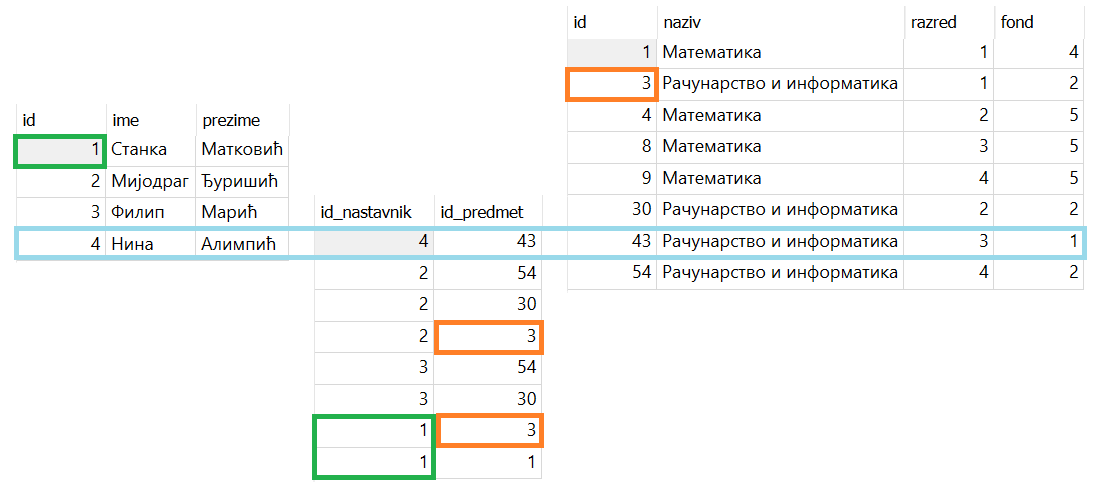 id ime prezime
1 Станка Матковић
2 Мијодраг Ђуришић
3 Филип Марић
4 Нина Алимпић
id_nastavnik id_predmet
4 43
2 54
2 30
2 3
3 54
3 30
1 3
1 1
id naziv razred fond
1 Математика 1 4
3 Рачунарство и информатика 1 2
4 Математика 2 5
8 Математика 3 5
9 Математика 4 5
30 Рачунарство и информатика 2 2
43 Рачунарство и информатика 3 1
54 Рачунарство и информатика 4 2